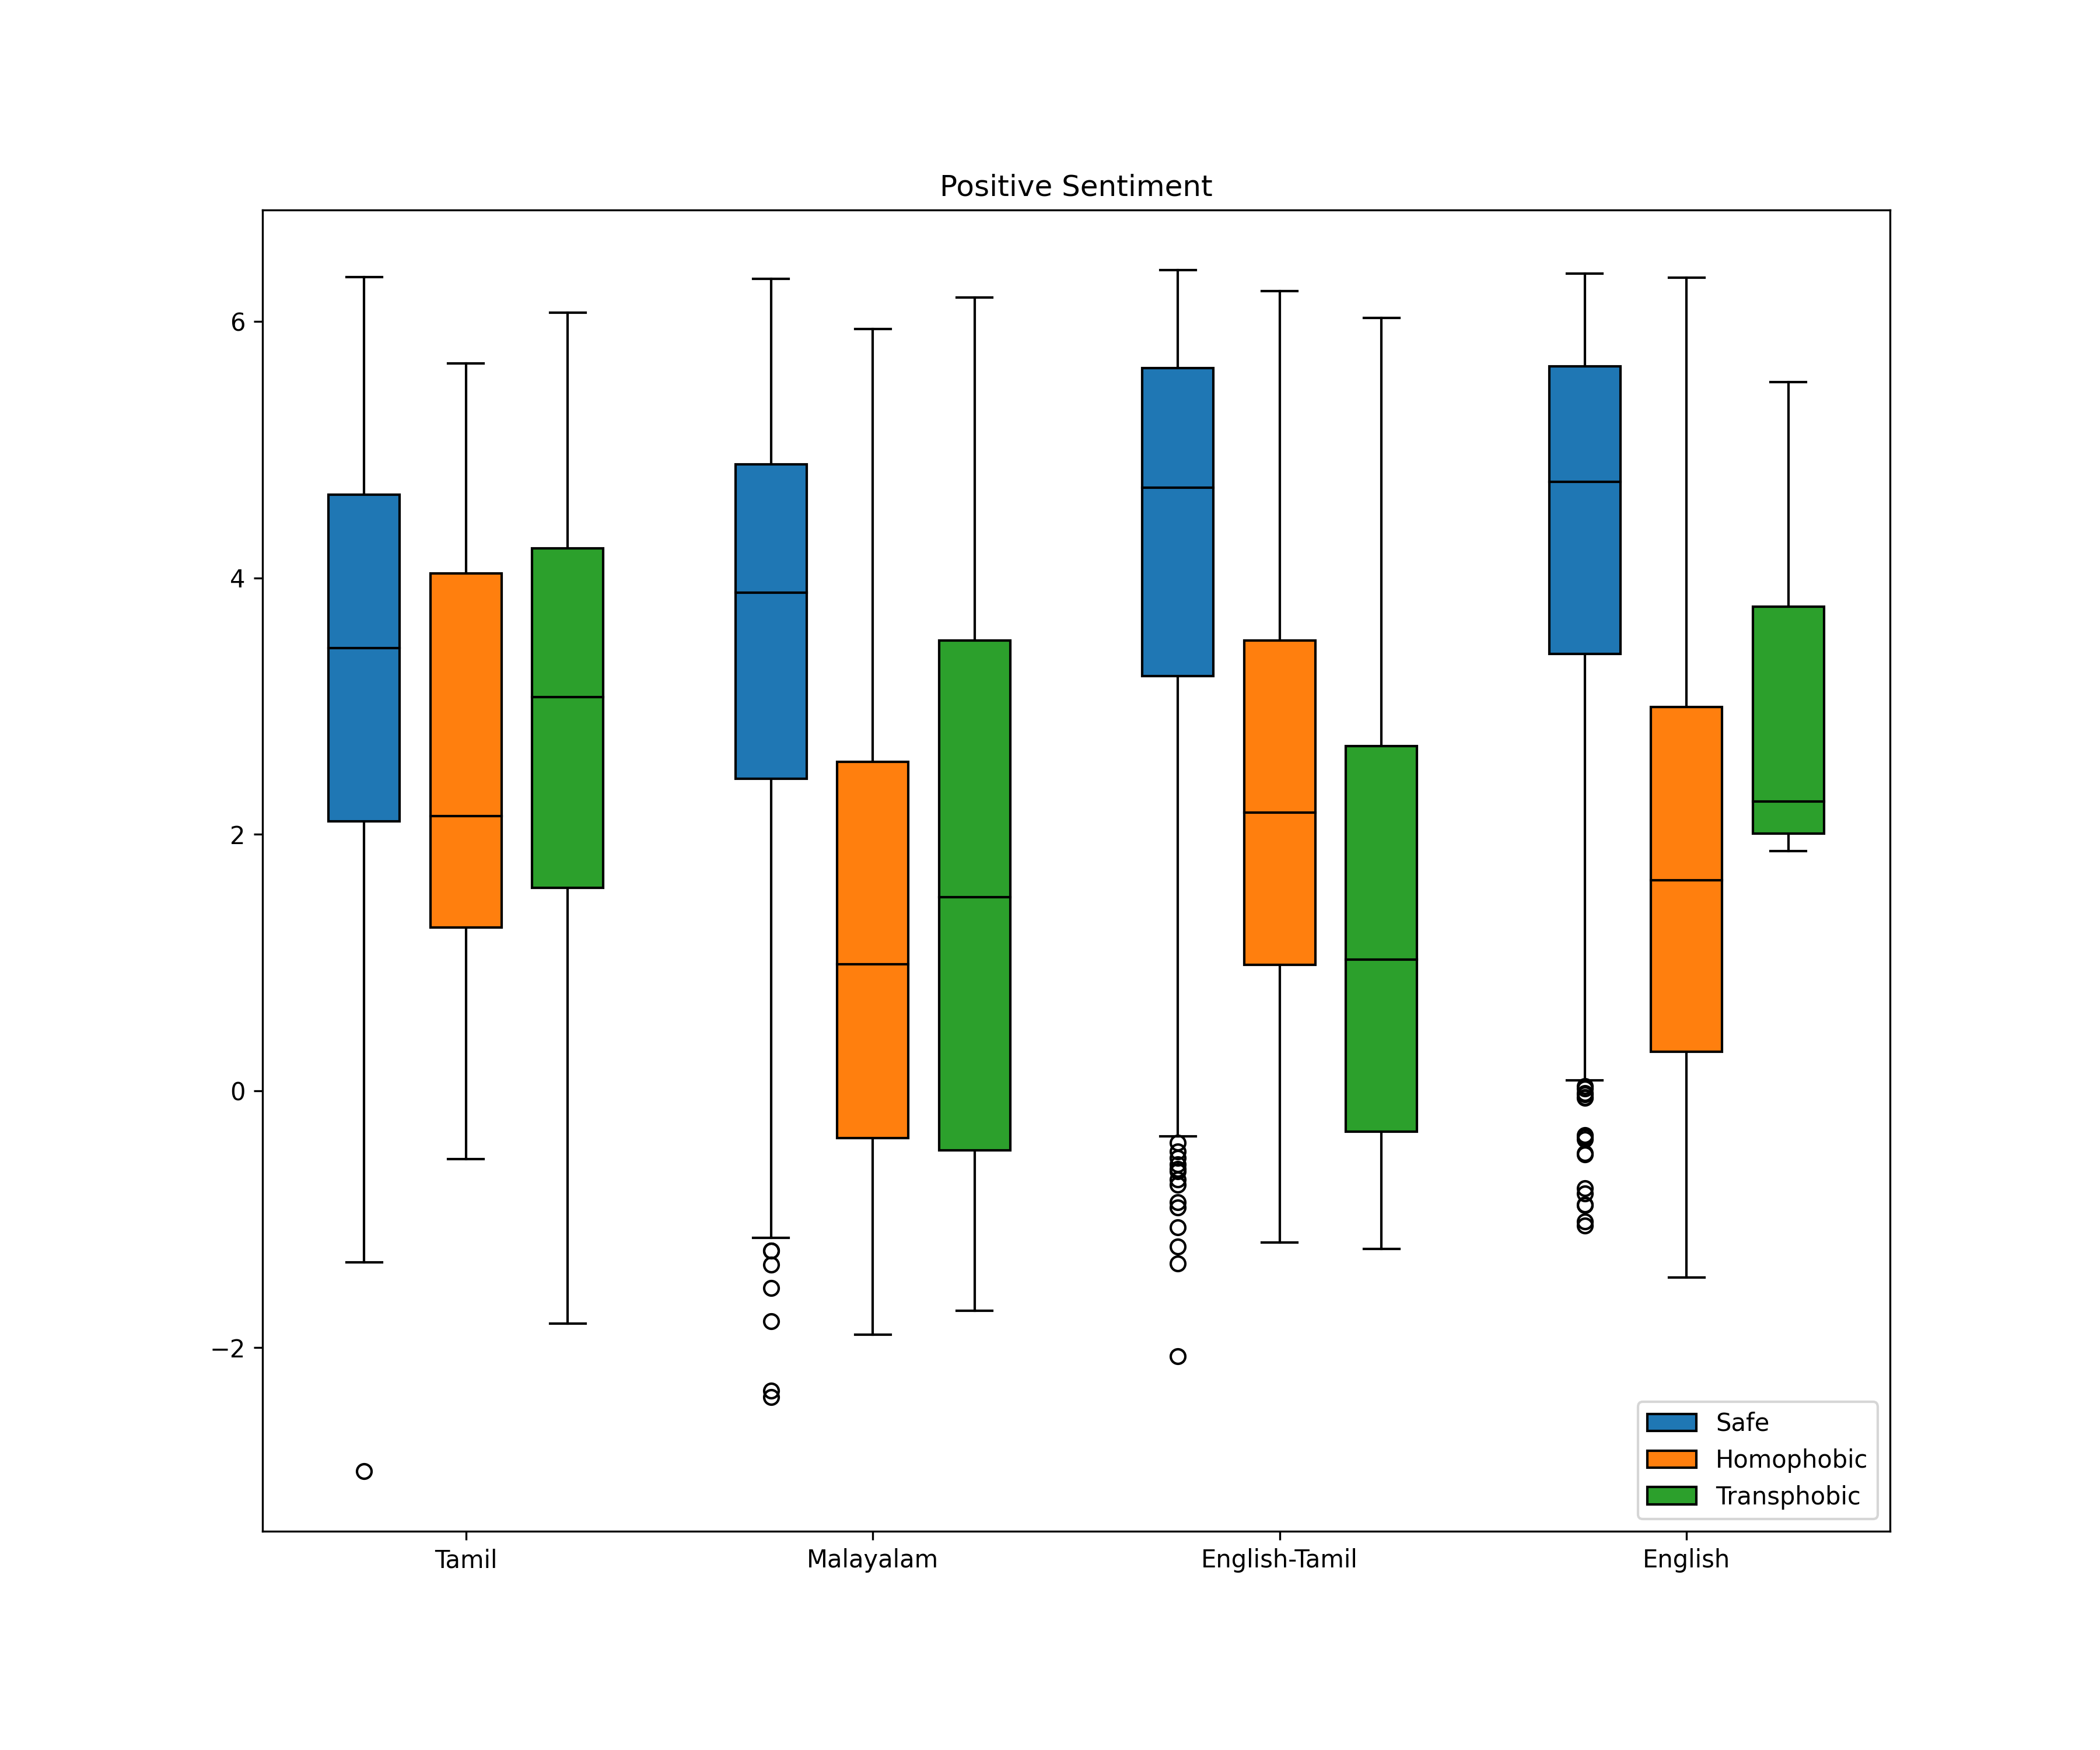 Positive Sentiment
6
4
2
0
−2
Safe
Homophobic
Transphobic
Tamil
Malayalam
English-Tamil
English